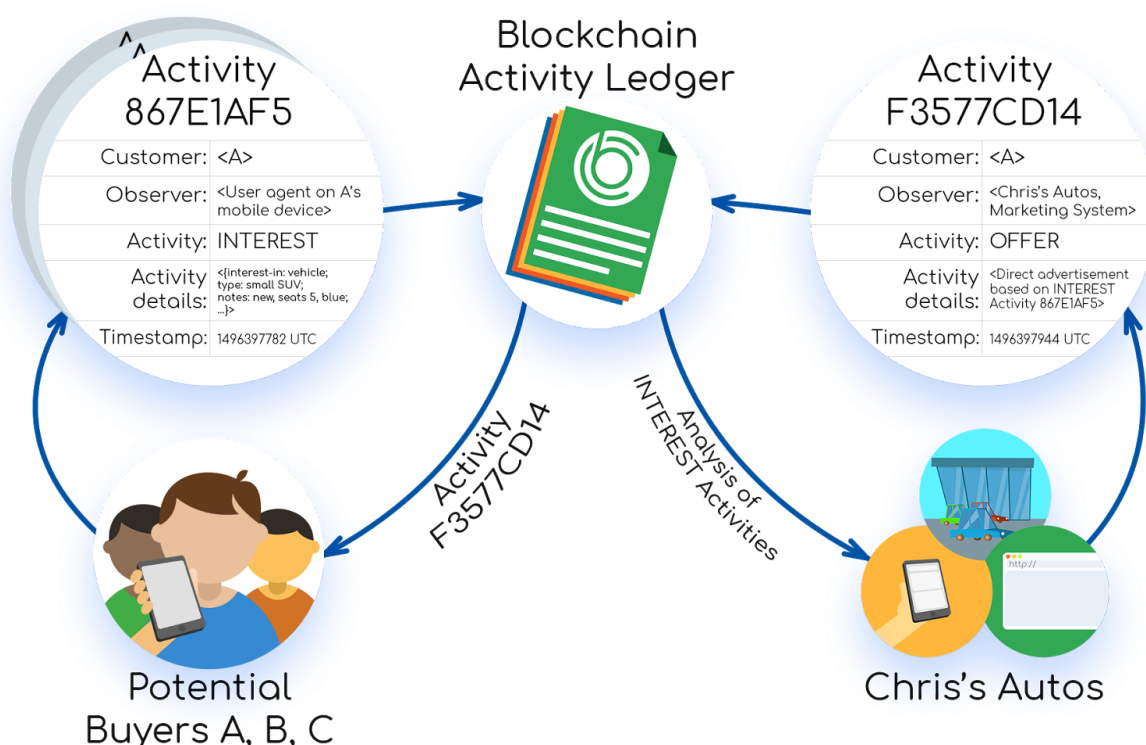 Activity
867E1AF5
Customer: <A>
Observer: <User agent on A's
mobile device>
Activity: INTEREST
Activity
details:
<{interest-in: vehicle;
type: small SUV;
notes: new, seats 5, blue;
...}>
Timestamp: 1496397782 UTC
Blockchain
Activity Ledger
Activity
F3577CD14
Customer: <A>
Observer: <Chris's Autos,
Marketing System>
Activity: OFFER
Activity
details:
<Direct advertisement
based on INTEREST
Activity 867E1AF5>
Timestamp: 1496397944 UTC
Activity
F3577CD14
Analysis of
INTEREST Activities
http://
Potential
Buyers A, B, C
Chris's Autos